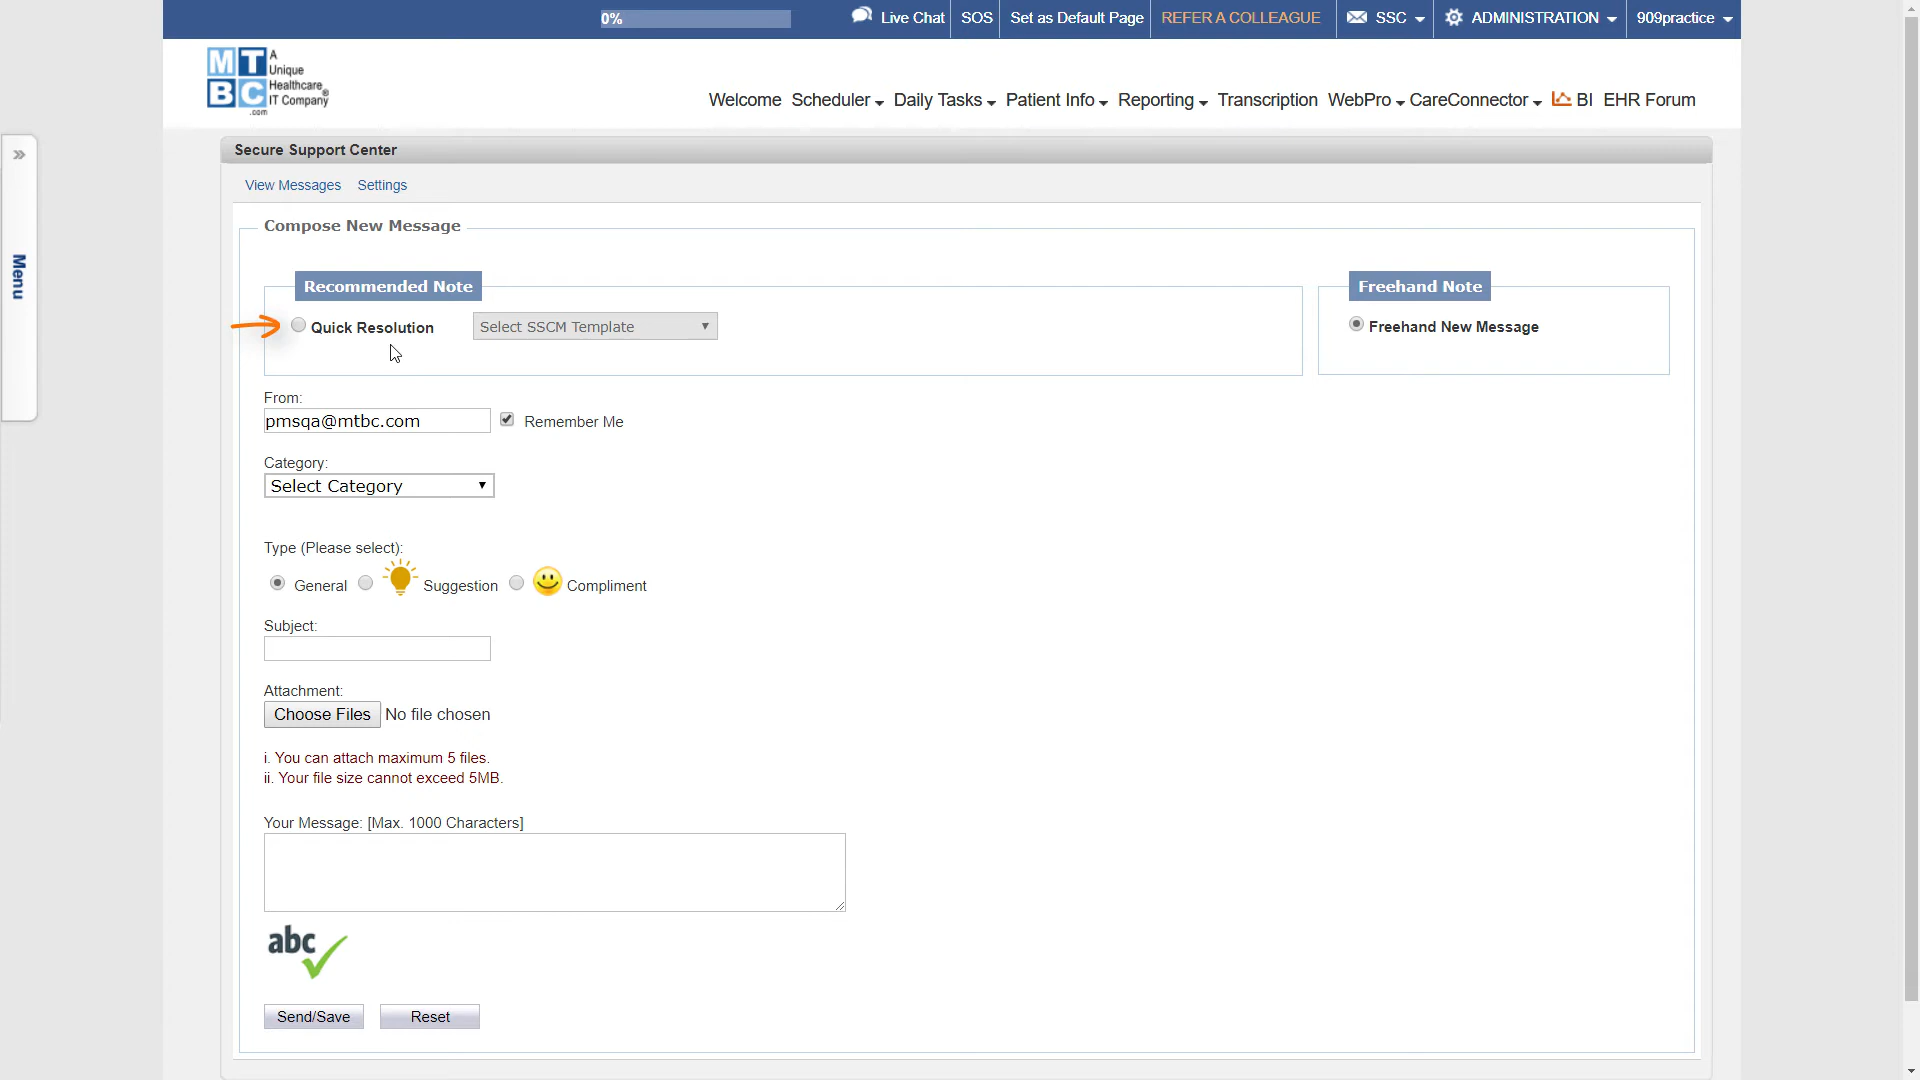 0%
Live Chat
SOS
Set as Default Page
REFER A COLLEAGUE
SSC
ADMINISTRATION
909practice
MT
BC
A
Unique
Healthcare®
IT Company
.com
Welcome
Scheduler
Daily Tasks
Patient Info
Reporting
Transcription
WebPro
CareConnector
BI
EHR Forum
Menu
Secure Support Center
View Messages
Settings
Compose New Message
Recommended Note
Quick Resolution
Select SSCM Template
Freehand Note
Freehand New Message
From:
pmsqa@mtbc.com
Remember Me
Category:
Select Category
Type (Please select):
General
Suggestion
Compliment
Subject:
Attachment:
Choose Files No file chosen
i. You can attach maximum 5 files.
ii. Your file size cannot exceed 5MB.
Your Message: [Max. 1000 Characters]
abc
Send/Save
Reset